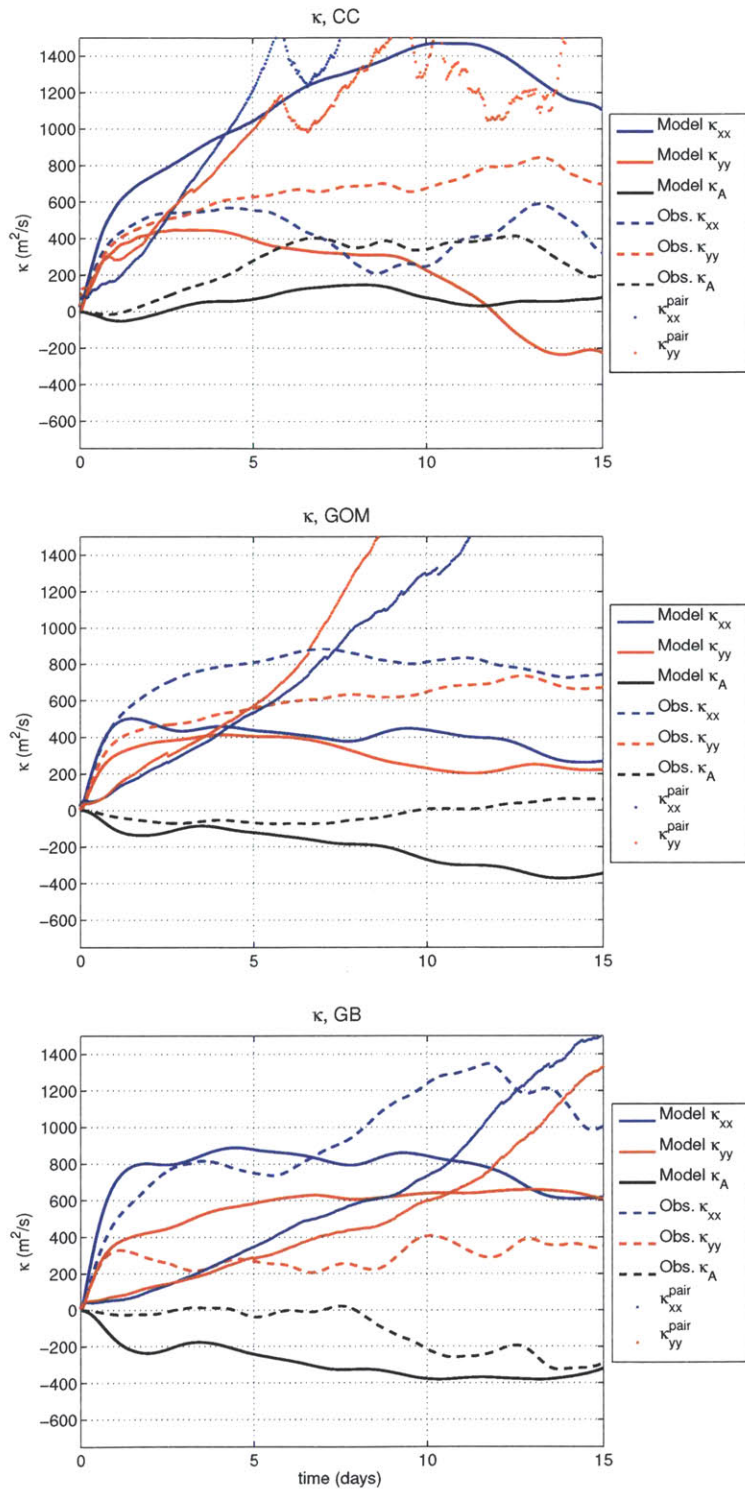 κ, CC
κ (m²/s)
1400
1200
1000
800
600
400
200
0
−200
−400
−600
0 5 10 15
Model κxx
Model κyy
Model κA
Obs. κxx
Obs. κyy
Obs. κA
κxx^pair
κyy^pair
κ, GOM
κ (m²/s)
1400
1200
1000
800
600
400
200
0
−200
−400
−600
0 5 10 15
Model κxx
Model κyy
Model κA
Obs. κxx
Obs. κyy
Obs. κA
κxx^pair
κyy^pair
κ, GB
κ (m²/s)
1400
1200
1000
800
600
400
200
0
−200
−400
−600
0 5 10 15
time (days)
Model κxx
Model κyy
Model κA
Obs. κxx
Obs. κyy
Obs. κA
κxx^pair
κyy^pair